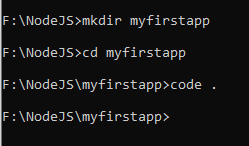 F:\NodeJS>mkdir myfirstapp
F:\NodeJS>cd myfirstapp
F:\NodeJS\myfirstapp>code .
F:\NodeJS\myfirstapp>